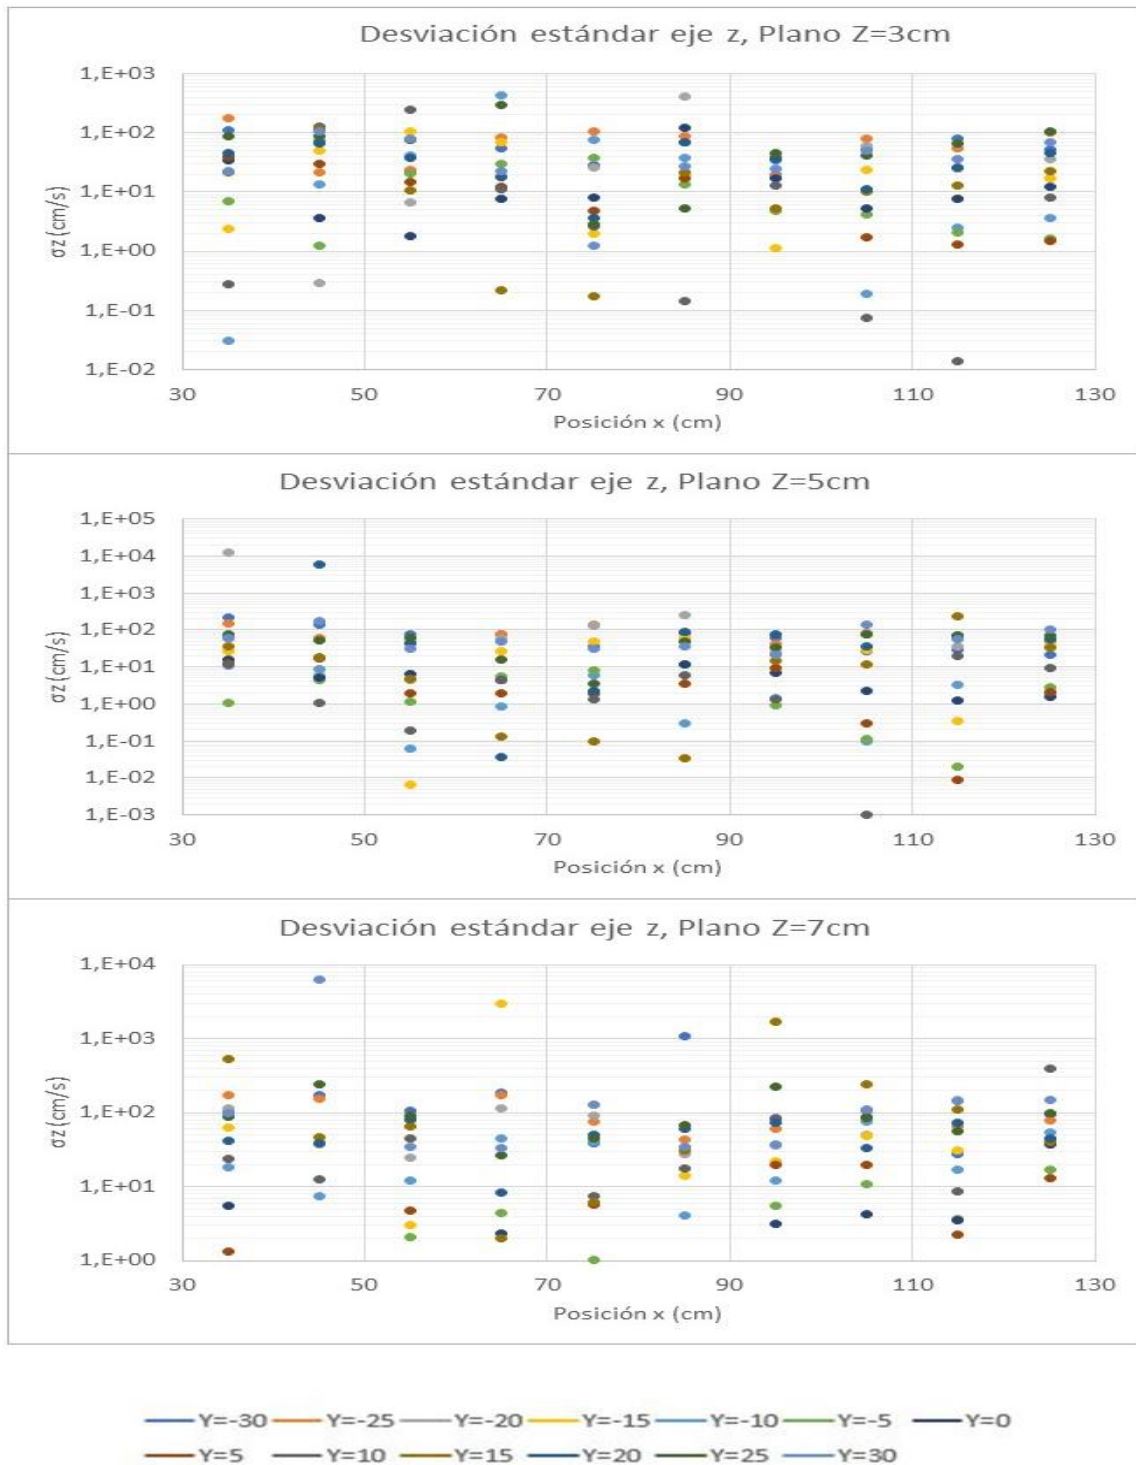 Desviación estándar eje z, Plano Z=3cm
1,E+03
1,E+02
1,E+01
1,E+00
1,E-01
1,E-02
σz (cm/s)
30 50 70 90 110 130
Posición x (cm)
Desviación estándar eje z, Plano Z=5cm
1,E+05
1,E+04
1,E+03
1,E+02
1,E+01
1,E+00
1,E-01
1,E-02
1,E-03
σz (cm/s)
30 50 70 90 110 130
Posición x (cm)
Desviación estándar eje z, Plano Z=7cm
1,E+04
1,E+03
1,E+02
1,E+01
1,E+00
σz (cm/s)
30 50 70 90 110 130
Posición x (cm)
Y=-30 Y=-25 Y=-20 Y=-15 Y=-10 Y=-5 Y=0
Y=5 Y=10 Y=15 Y=20 Y=25 Y=30